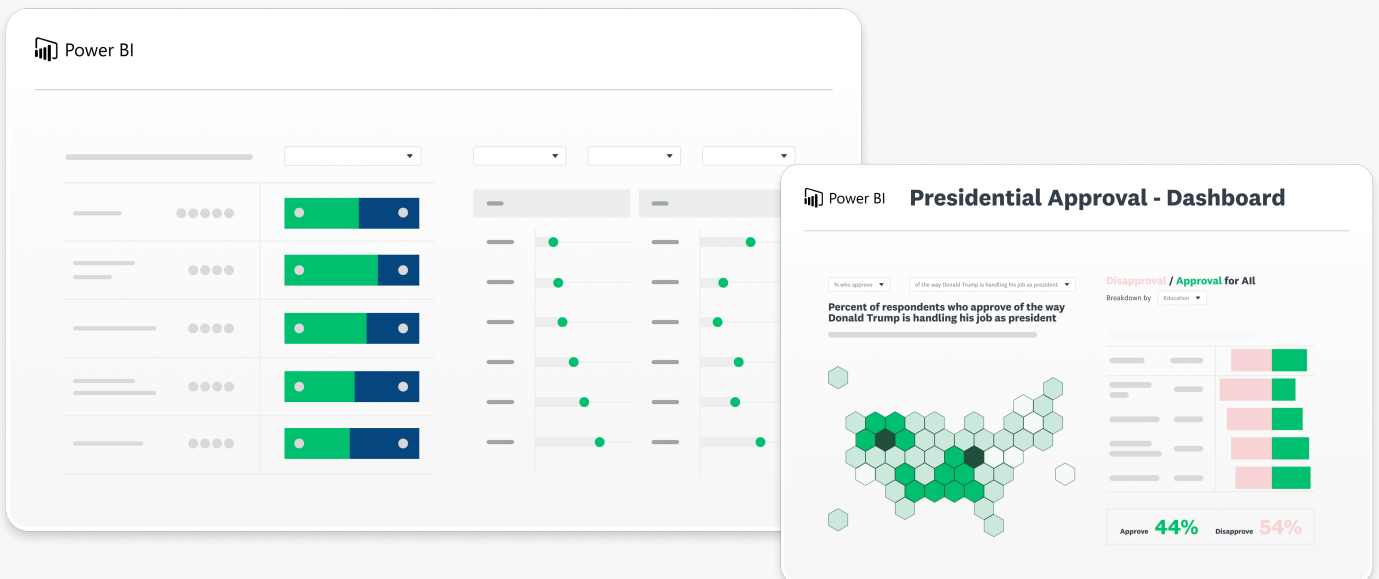 Power BI
Power BI
Presidential Approval - Dashboard
% who approve
of the way Donald Trump is handling his job as president
Percent of respondents who approve of the way
Donald Trump is handling his job as president
Disapproval / Approval for All
Breakdown by
Education
Approve 44% Disapprove 54%